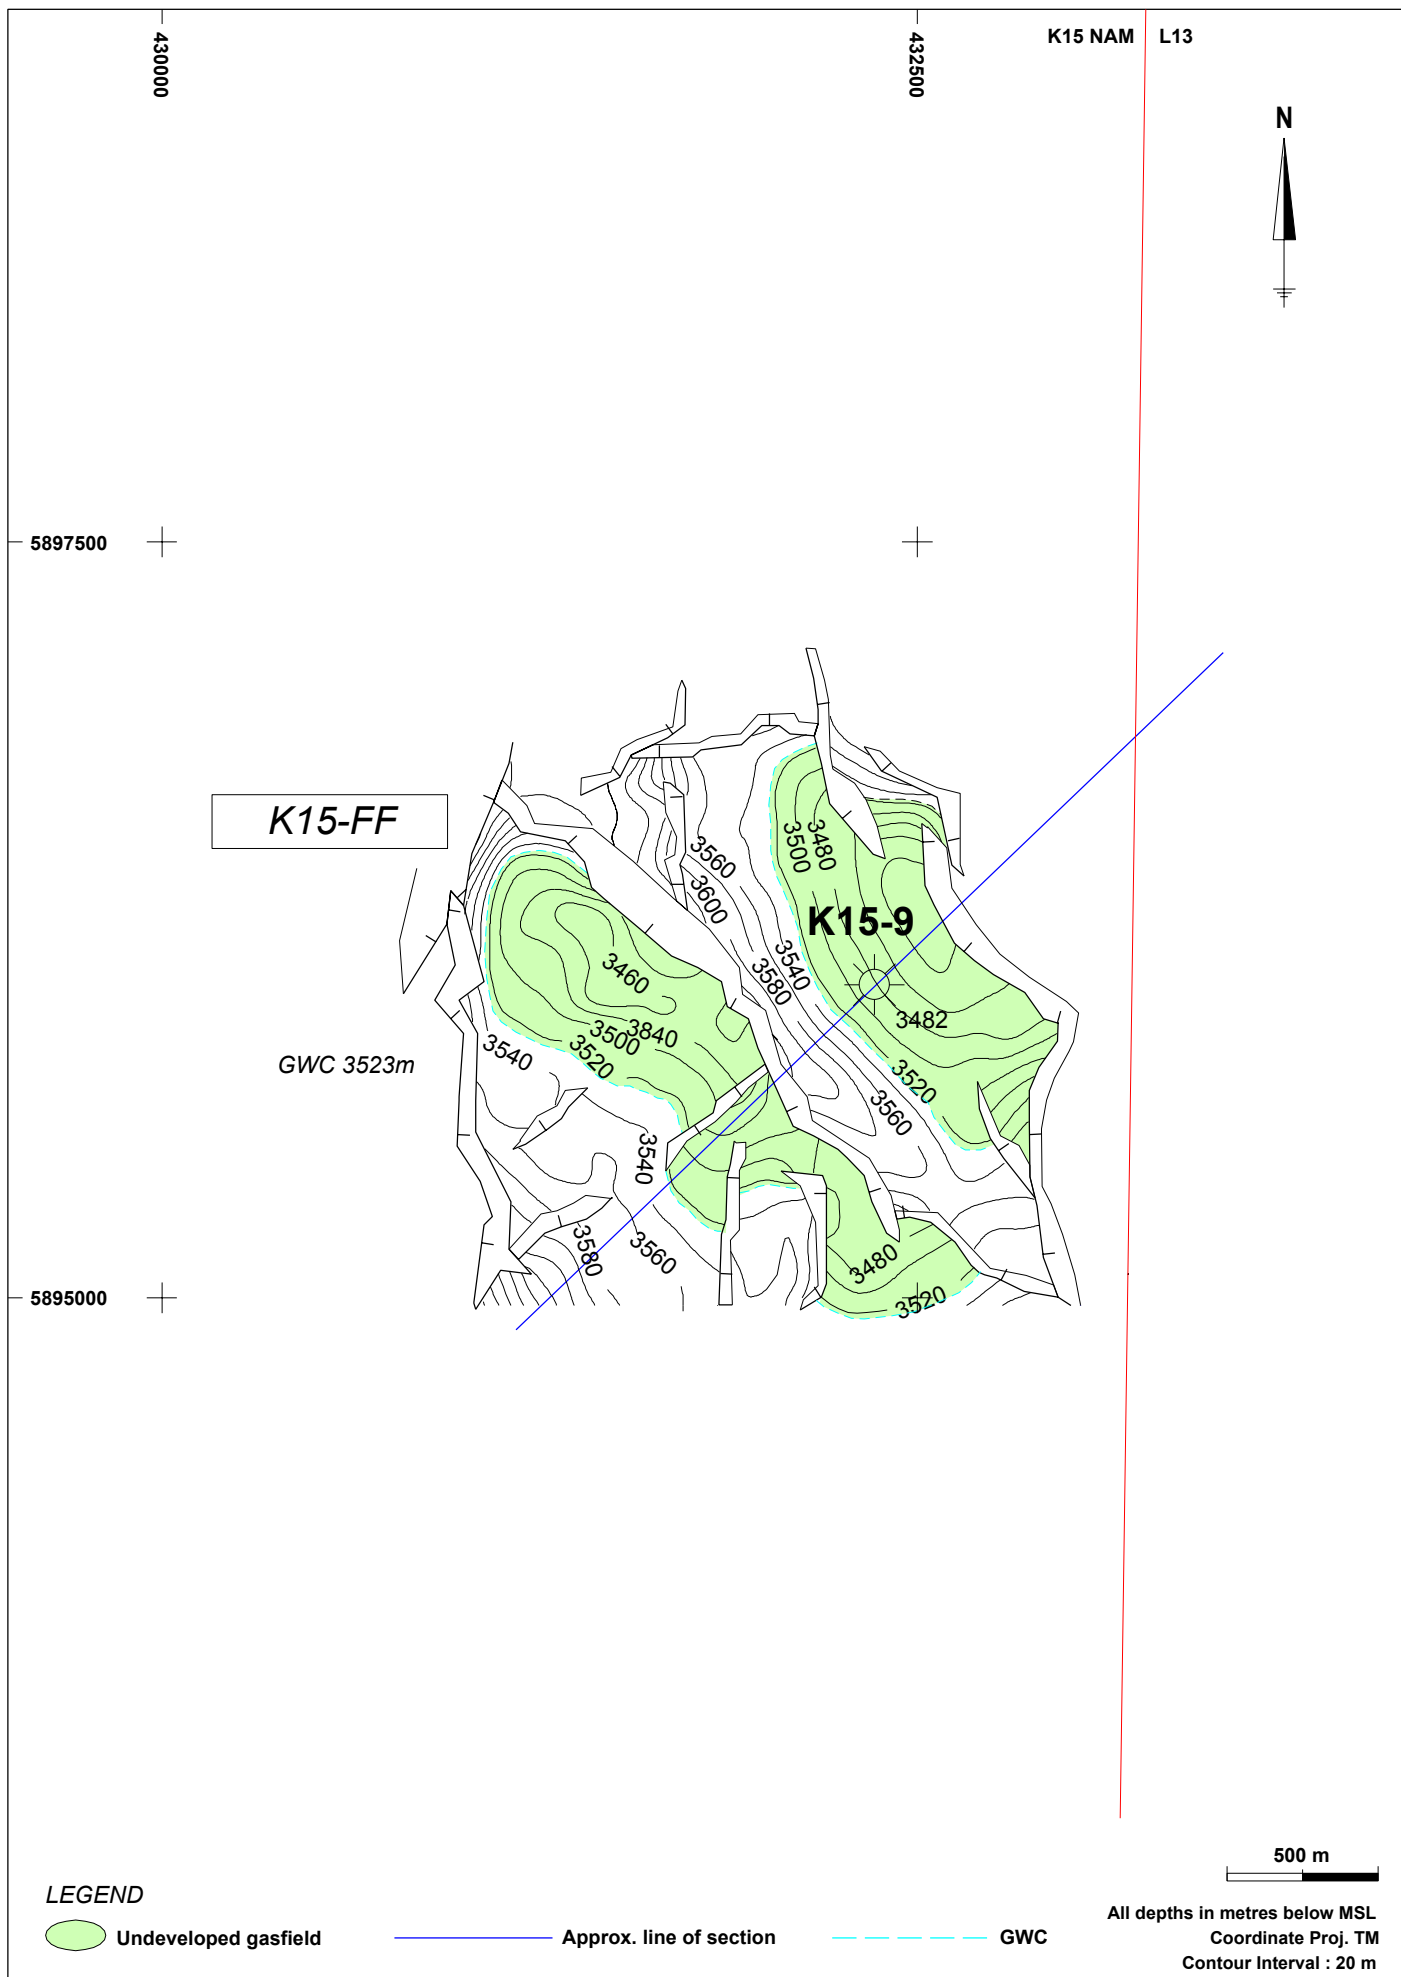 430000
432500
K15 NAM
L13
N
5897500
K15-FF
3560
3480
3500
3600
K15-9
3540
3460
3580
3482
3840
3500
3540
3520
GWC 3523m
3520
3560
3540
3580
3560
3480
3520
5895000
500 m
LEGEND
Undeveloped gasfield
Approx. line of section
GWC
All depths in metres below MSL
Coordinate Proj. TM
Contour Interval : 20 m